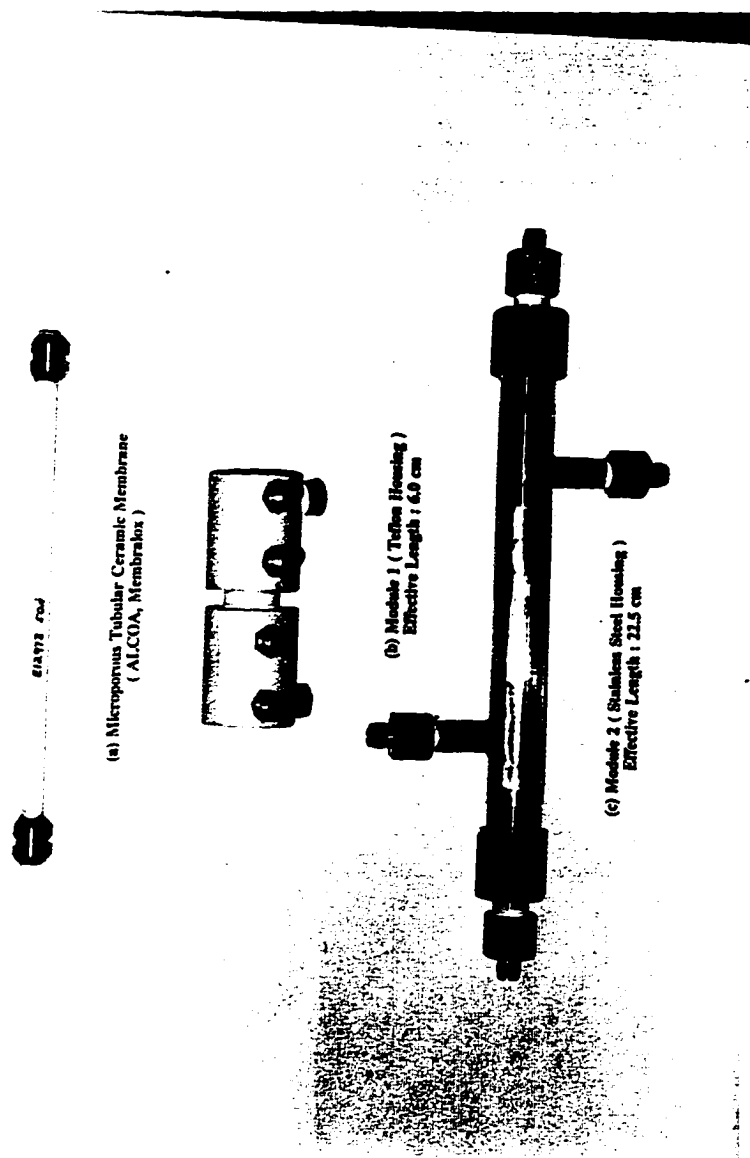 (a) Microporous Tubular Ceramic Membrane
( ALCOA, Membralox )
(b) Module 1 ( Teflon Housing )
Effective Length : 6.0 cm
(c) Module 2 ( Stainless Steel Housing )
Effective Length : 22.5 cm